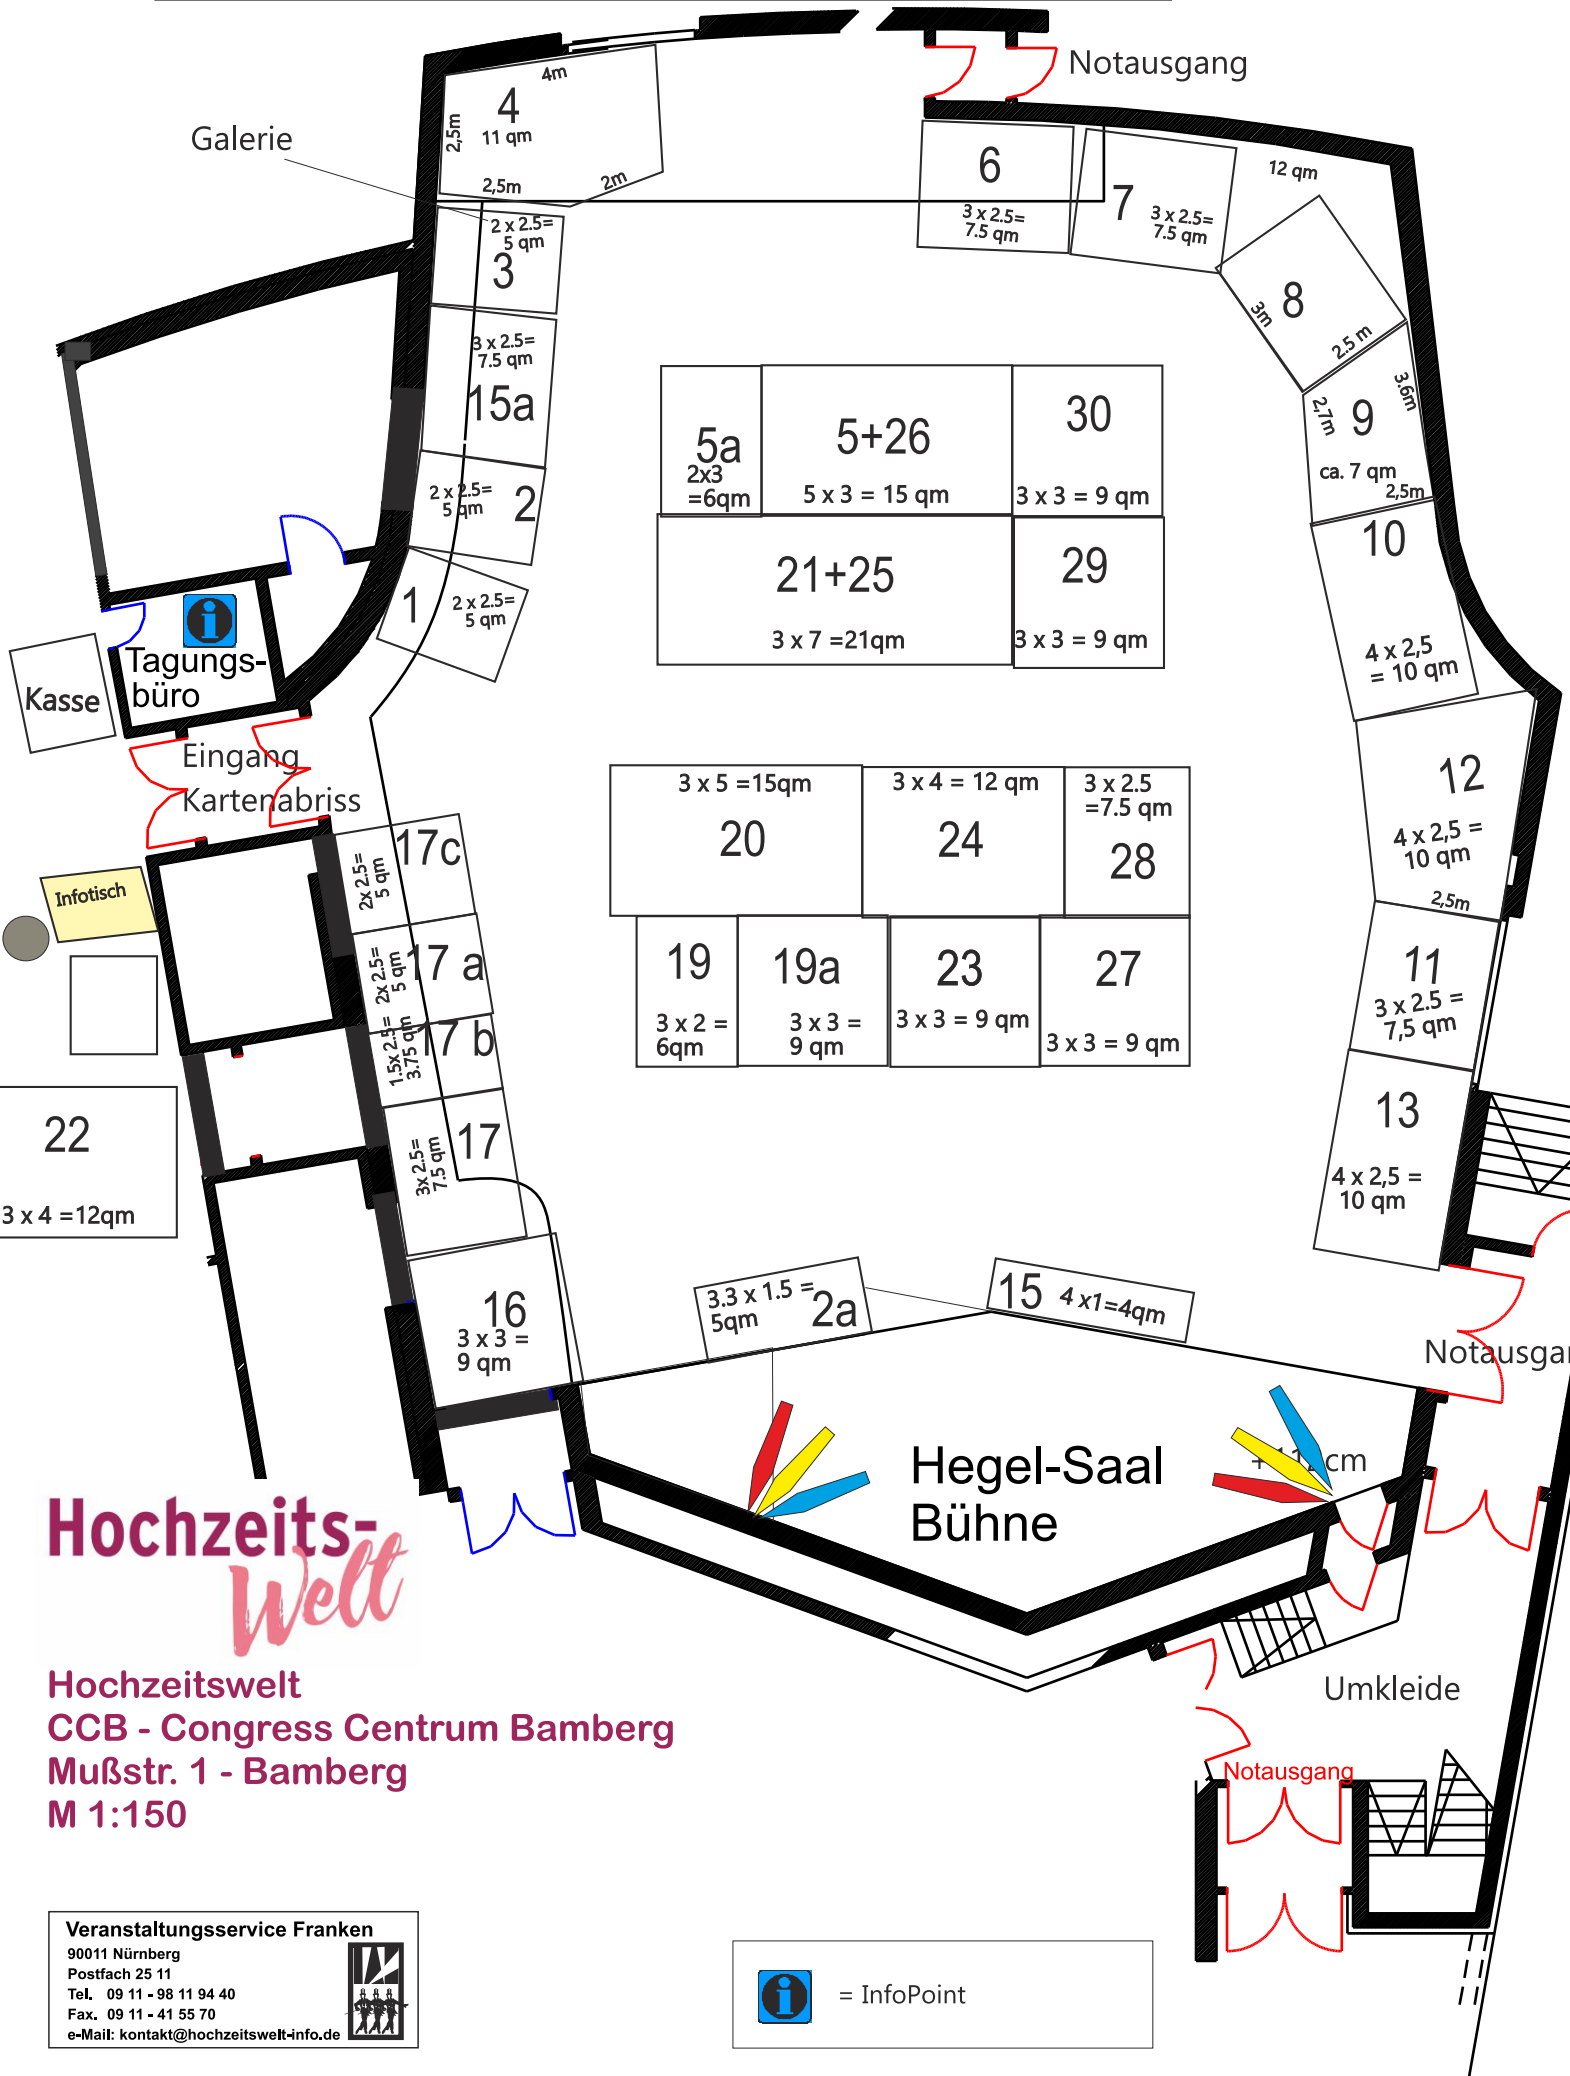 Notausgang
4m
4
11 qm
2,5m
2,5m
2m
Galerie
6
3 x 2.5=
7.5 qm
7
3 x 2.5=
7.5 qm
12 qm
2 x 2.5=
5 qm
3
8
3m
2.5 m
3 x 2.5=
7.5 qm
15a
5a
2x3
=6qm
5+26
5 x 3 = 15 qm
30
3 x 3 = 9 qm
2,7m
9
3.6m
ca. 7 qm
2,5m
2 x 2.5=
5 qm
2
21+25
3 x 7 =21qm
29
3 x 3 = 9 qm
10
4 x 2,5
= 10 qm
1
2 x 2.5=
5 qm
Tagungs-
büro
Kasse
Eingang
Kartenabriss
3 x 5 =15qm
20
3 x 4 = 12 qm
24
3 x 2.5
=7.5 qm
28
12
4 x 2,5 =
10 qm
2,5m
17c
2x 2.5=
5 qm
Infotisch
17 a
2x 2.5=
5 qm
19
3 x 2 =
6qm
19a
3 x 3 =
9 qm
23
3 x 3 = 9 qm
27
3 x 3 = 9 qm
11
3 x 2.5 =
7,5 qm
17 b
1.5x 2.5=
3.75 qm
22
3 x 4 =12qm
17
3x 2.5=
7.5 qm
13
4 x 2,5 =
10 qm
16
3 x 3 =
9 qm
3.3 x 1.5 =
5qm
2a
15
4 x1=4qm
Hegel-Saal
Bühne
Hochzeits-
Welt
Hochzeitswelt
CCB - Congress Centrum Bamberg
Mußstr. 1 - Bamberg
M 1:150
Umkleide
Notausgang
Veranstaltungsservice Franken
90011 Nürnberg
Postfach 25 11
Tel. 09 11 - 98 11 94 40
Fax. 09 11 - 41 55 70
e-Mail: kontakt@hochzeitswelt-info.de
= InfoPoint